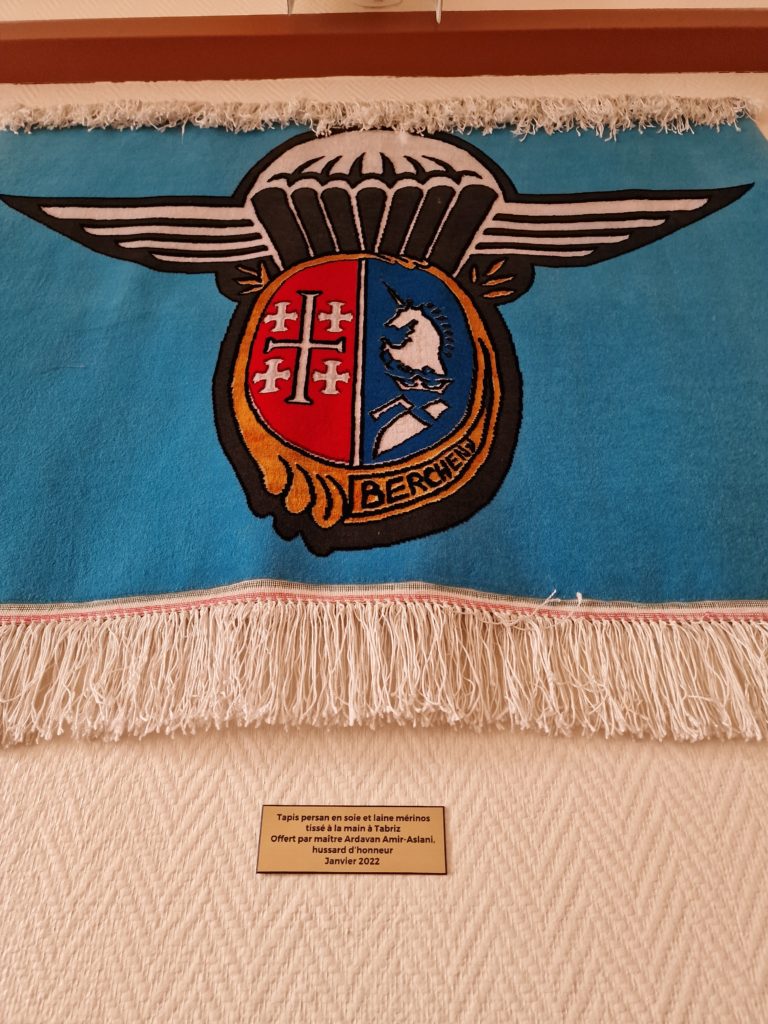 BERCHENY
Tapis persan en soie et laine mérinos
tissé à la main à Tabriz
Offert par maître Ardavan Amir-Aslani,
hussard d'honneur
Janvier 2022